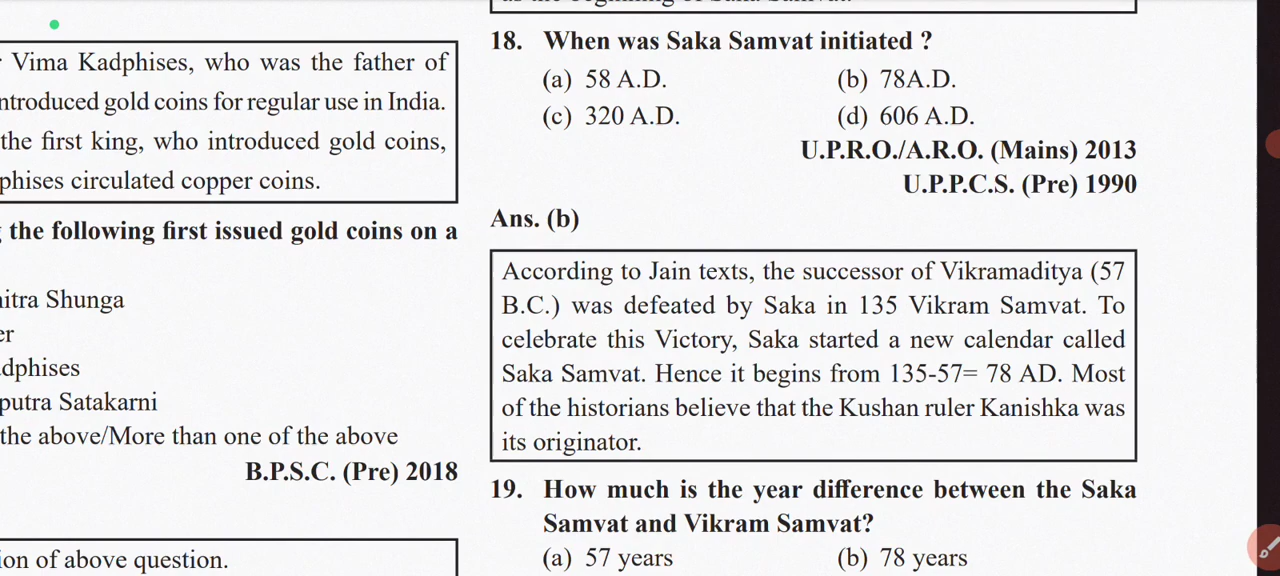 Vima Kadphises, who was the father of
ntroduced gold coins for regular use in India.
the first king, who introduced gold coins,
phises circulated copper coins.
the following first issued gold coins on a
itra Shunga
er
dphises
putra Satakarni
the above/More than one of the above
B.P.S.C. (Pre) 2018
ion of above question.
18. When was Saka Samvat initiated ?
(a) 58 A.D. (b) 78A.D.
(c) 320 A.D. (d) 606 A.D.
U.P.R.O./A.R.O. (Mains) 2013
U.P.P.C.S. (Pre) 1990
Ans. (b)
According to Jain texts, the successor of Vikramaditya (57
B.C.) was defeated by Saka in 135 Vikram Samvat. To
celebrate this Victory, Saka started a new calendar called
Saka Samvat. Hence it begins from 135-57= 78 AD. Most
of the historians believe that the Kushan ruler Kanishka was
its originator.
19. How much is the year difference between the Saka
Samvat and Vikram Samvat?
(a) 57 years (b) 78 years